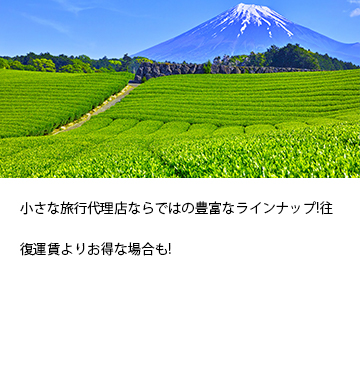 小さな旅行代理店ならではの豊富なラインナップ!往
復運賃よりお得な場合も!